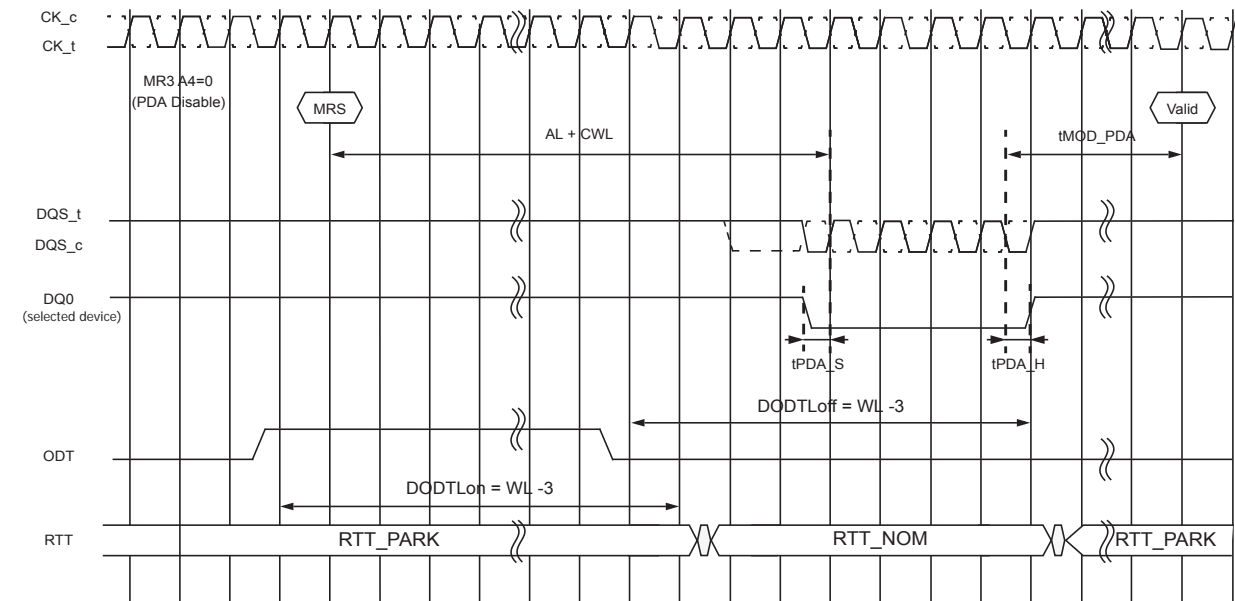 CK_c
CK_t
MR3 A4=0
(PDA Disable)
MRS
Valid
AL + CWL
tMOD_PDA
DQS_t
DQS_c
DQ0
(selected device)
tPDA_S
tPDA_H
DODTLoff = WL -3
ODT
DODTLon = WL -3
RTT
RTT_PARK
RTT_NOM
RTT_PARK